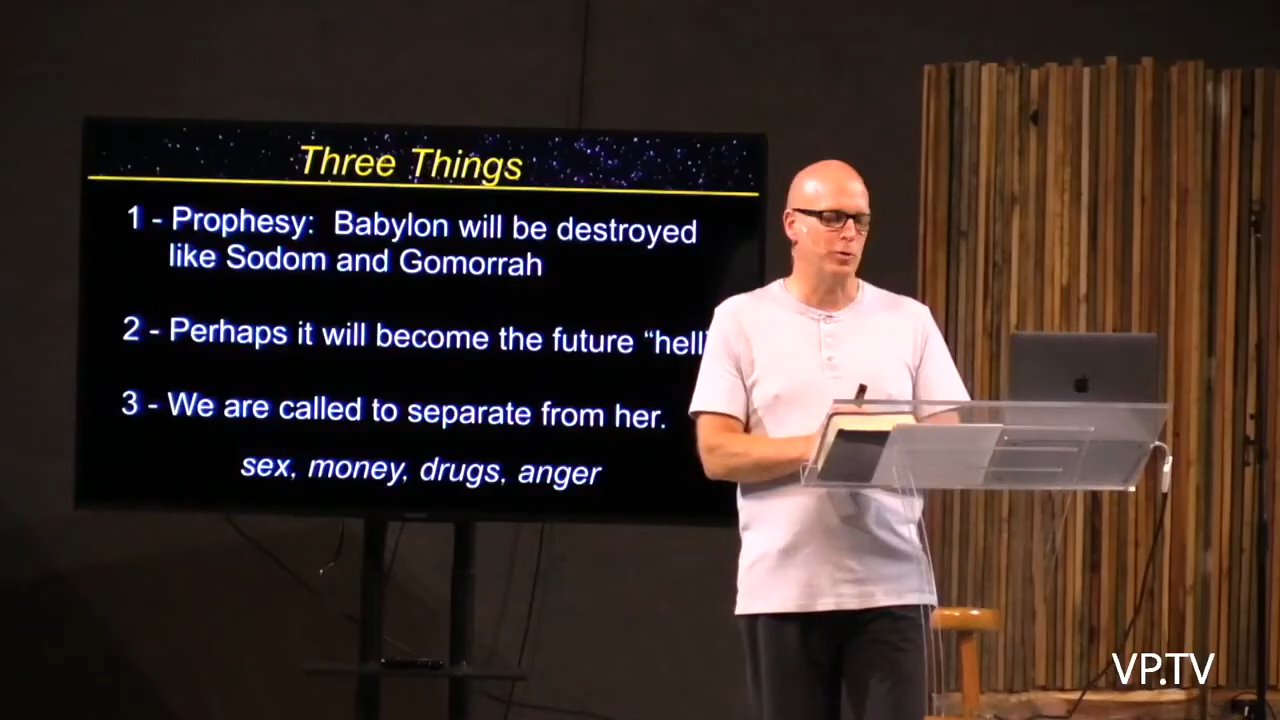 Three Things
1 - Prophesy: Babylon will be destroyed
like Sodom and Gomorrah
2 - Perhaps it will become the future “hell”
3 - We are called to separate from her.
sex, money, drugs, anger
VP.TV